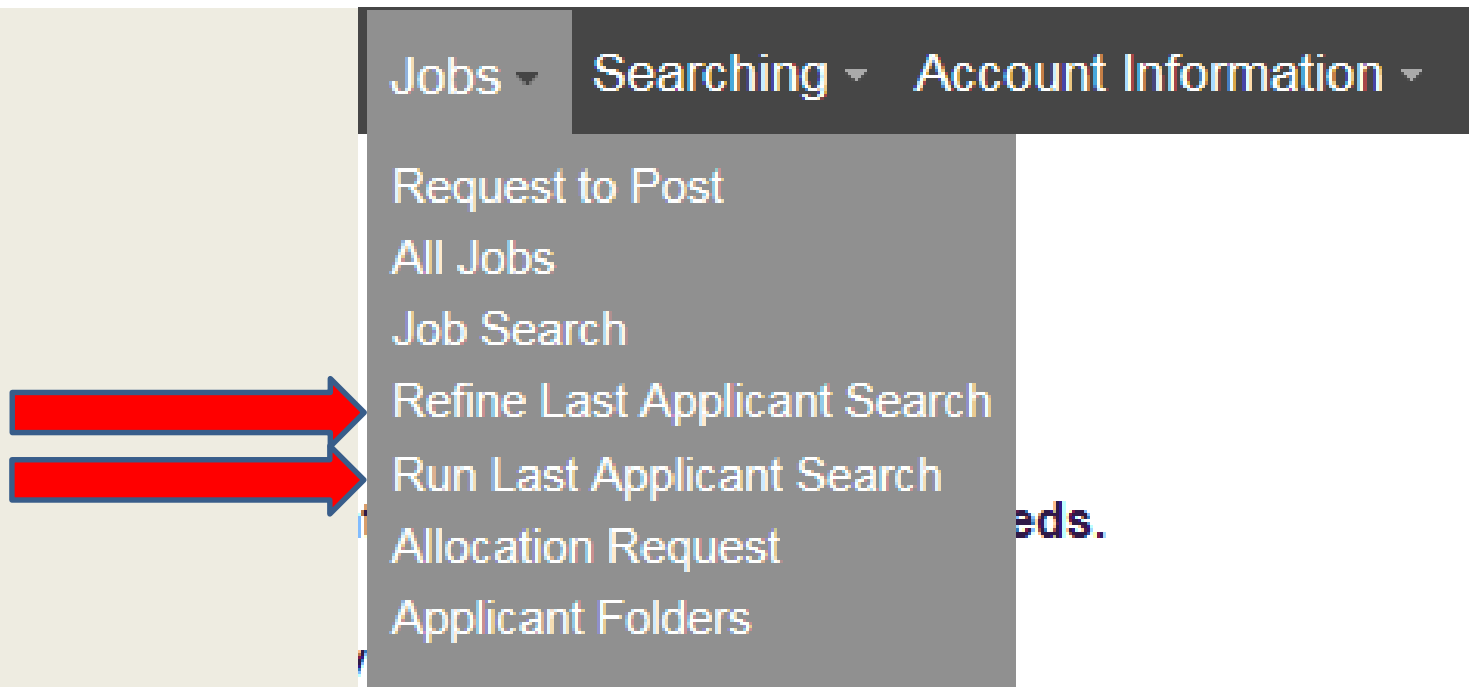 Jobs Searching Account Information
Request to Post
All Jobs
Job Search
Refine Last Applicant Search
Run Last Applicant Search
eds.
Allocation Request
Applicant Folders